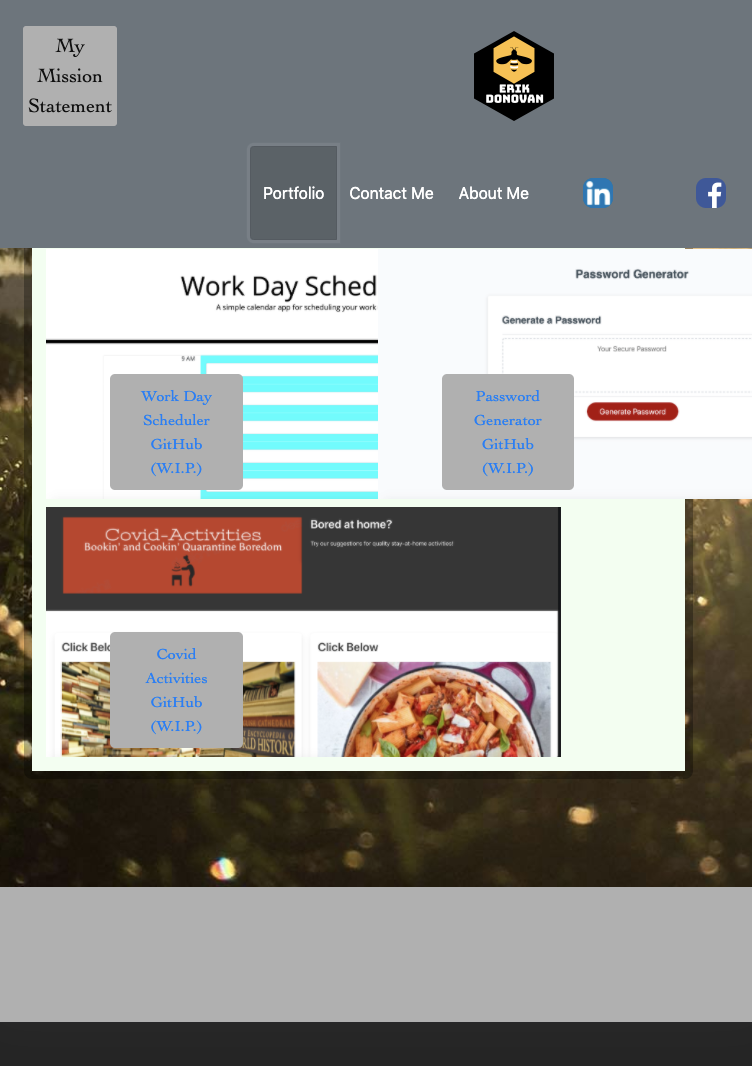 My
Mission
Statement
ERIK
DONOVAN
Portfolio
Contact Me
About Me
in
f
Work Day Sched
A simple calendar app for scheduling your work
9 AM
Work Day
Scheduler
GitHub
(W.I.P.)
Password Generator
Generate a Password
Your Secure Password
Generate Password
Password
Generator
GitHub
(W.I.P.)
Covid-Activities
Bookin' and Cookin' Quarantine Boredom
Bored at home?
Try our suggestions for quality stay-at-home activities!
Click Belo
Click Below
Covid
Activities
GitHub
(W.I.P.)
WORLD HISTORY